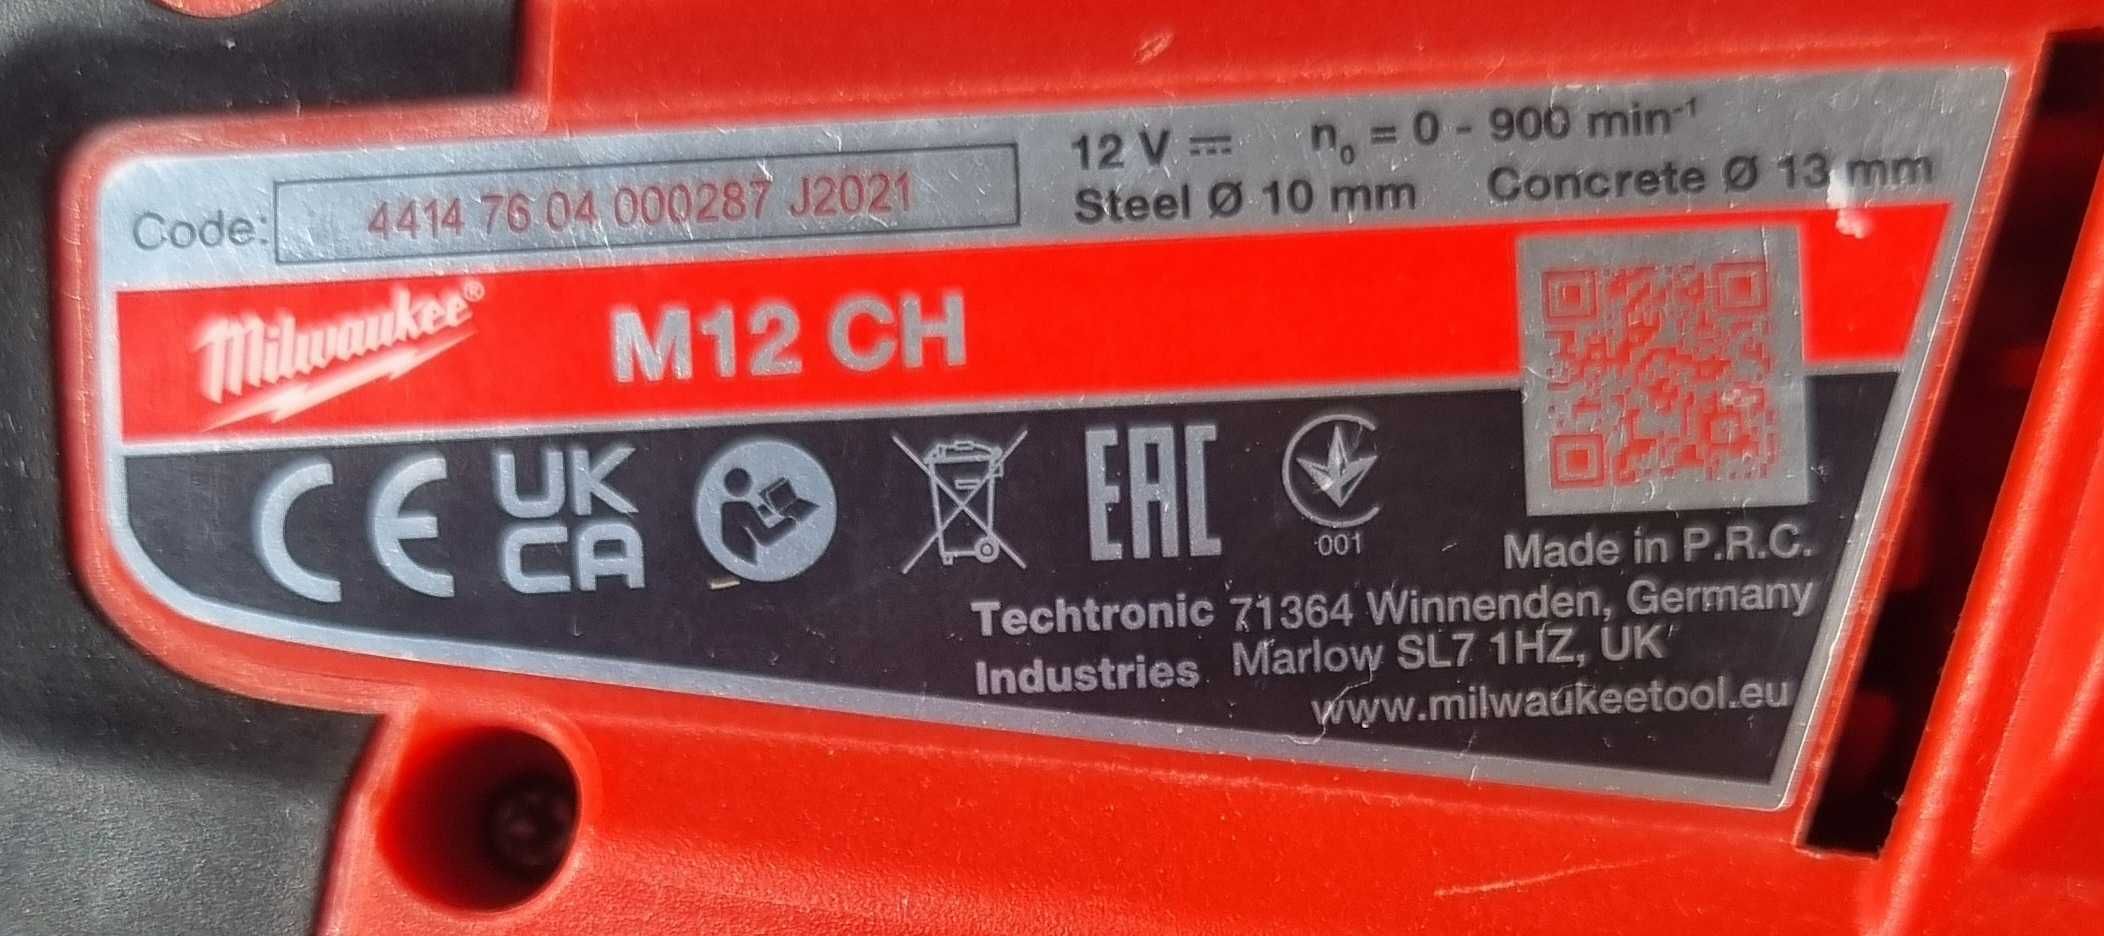 12 V ⎓ n₀ = 0 - 900 min⁻¹
Code: 4414 76 04 000287 J2021
Steel Ø 10 mm Concrete Ø 13 mm
Milwaukee®
M12 CH
CE
UK
CA
EAC
001
Made in P.R.C.
Techtronic 71364 Winnenden, Germany
Industries Marlow SL7 1HZ, UK
www.milwaukeetool.eu